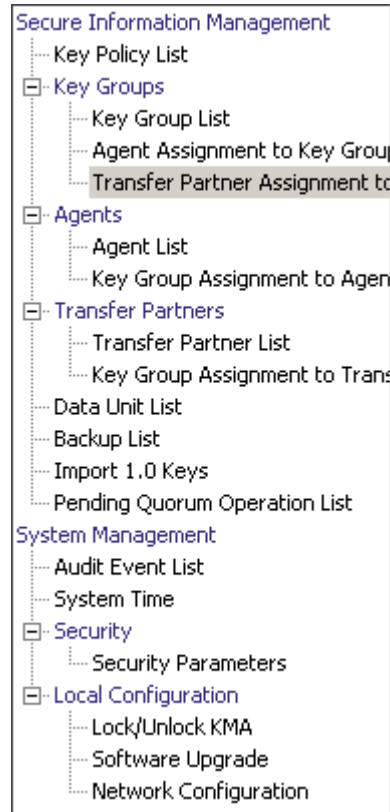 Secure Information Management
Key Policy List
Key Groups
Key Group List
Agent Assignment to Key Group
Transfer Partner Assignment to
Agents
Agent List
Key Group Assignment to Agen
Transfer Partners
Transfer Partner List
Key Group Assignment to Trans
Data Unit List
Backup List
Import 1.0 Keys
Pending Quorum Operation List
System Management
Audit Event List
System Time
Security
Security Parameters
Local Configuration
Lock/Unlock KMA
Software Upgrade
Network Configuration